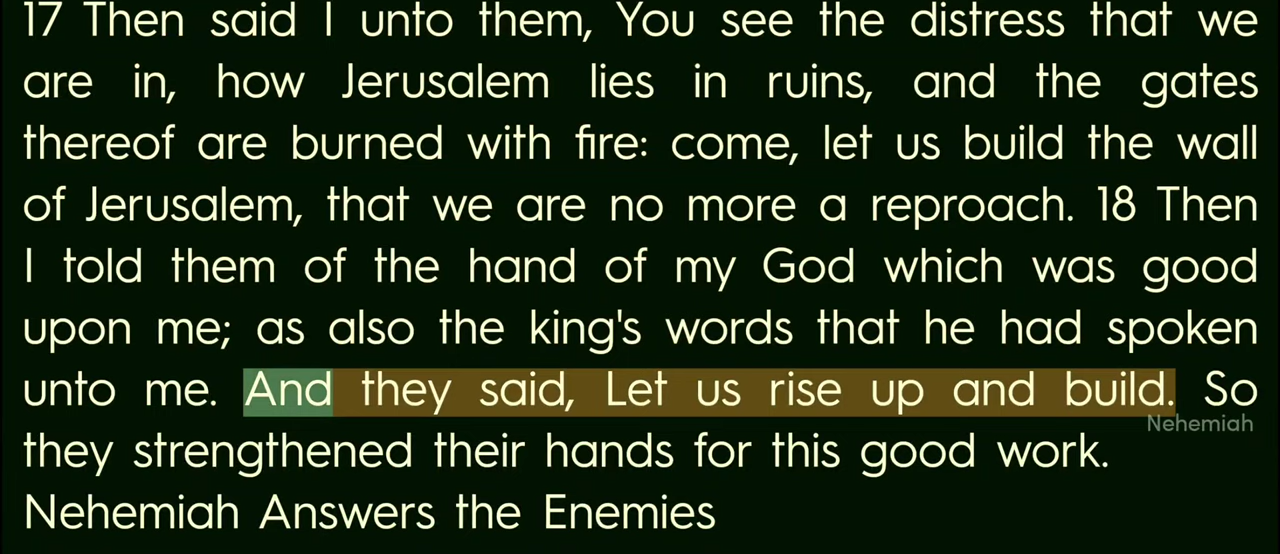 17 Then said I unto them, You see the distress that we
are in, how Jerusalem lies in ruins, and the gates
thereof are burned with fire: come, let us build the wall
of Jerusalem, that we are no more a reproach. 18 Then
I told them of the hand of my God which was good
upon me; as also the king's words that he had spoken
unto me. And they said, Let us rise up and build. So
Nehemiah
they strengthened their hands for this good work.
Nehemiah Answers the Enemies